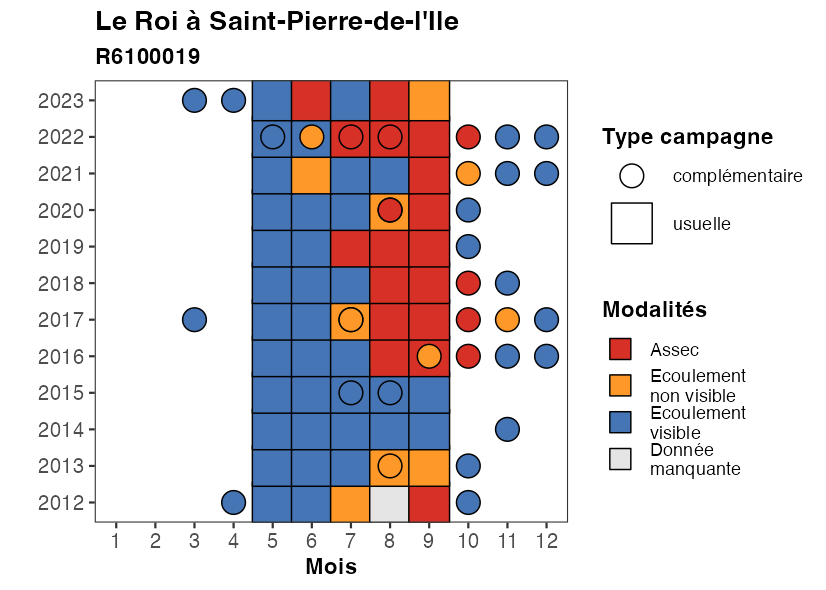 Le Roi à Saint-Pierre-de-l'Ile
R6100019
2023
2022
2021
2020
2019
2018
2017
2016
2015
2014
2013
2012
1 2 3 4 5 6 7 8 9 10 11 12
Mois
Type campagne
complémentaire
usuelle
Modalités
Assec
Ecoulement
non visible
Ecoulement
visible
Donnée
manquante